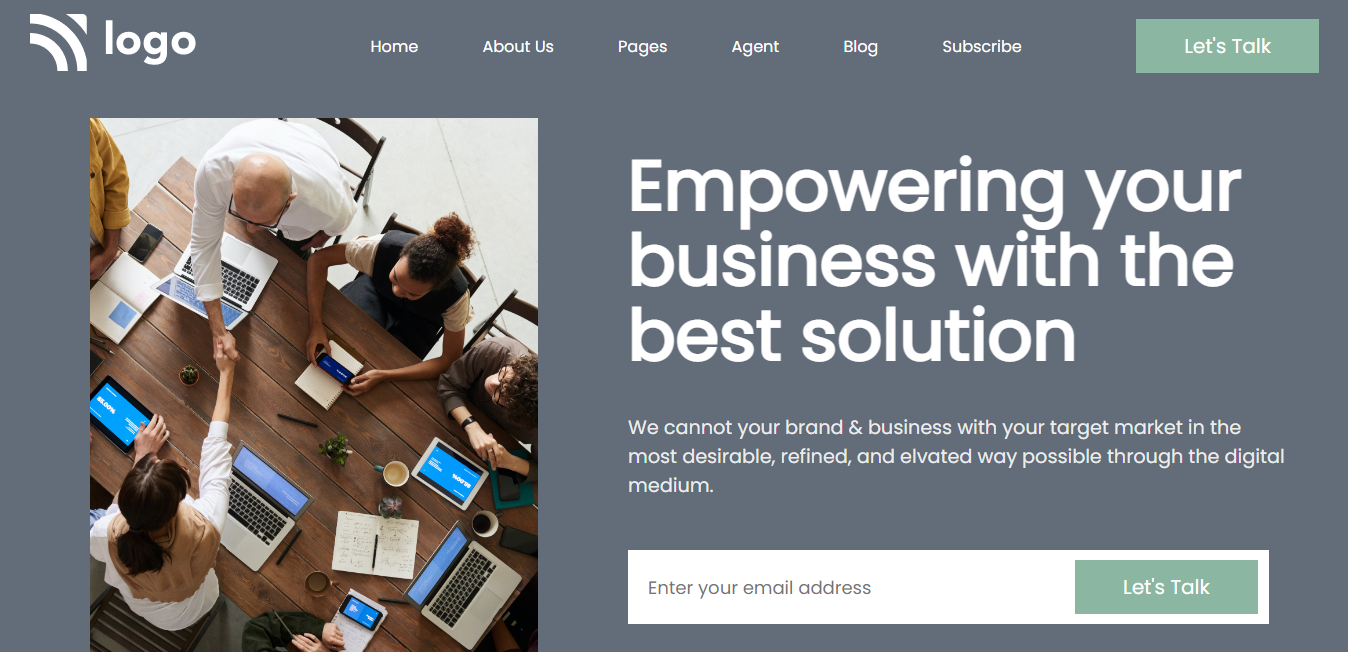 logo
Home About Us Pages Agent Blog Subscribe Let's Talk
Empowering your
business with the
best solution
We cannot your brand & business with your target market in the
most desirable, refined, and elvated way possible through the digital
medium.
Enter your email address Let's Talk